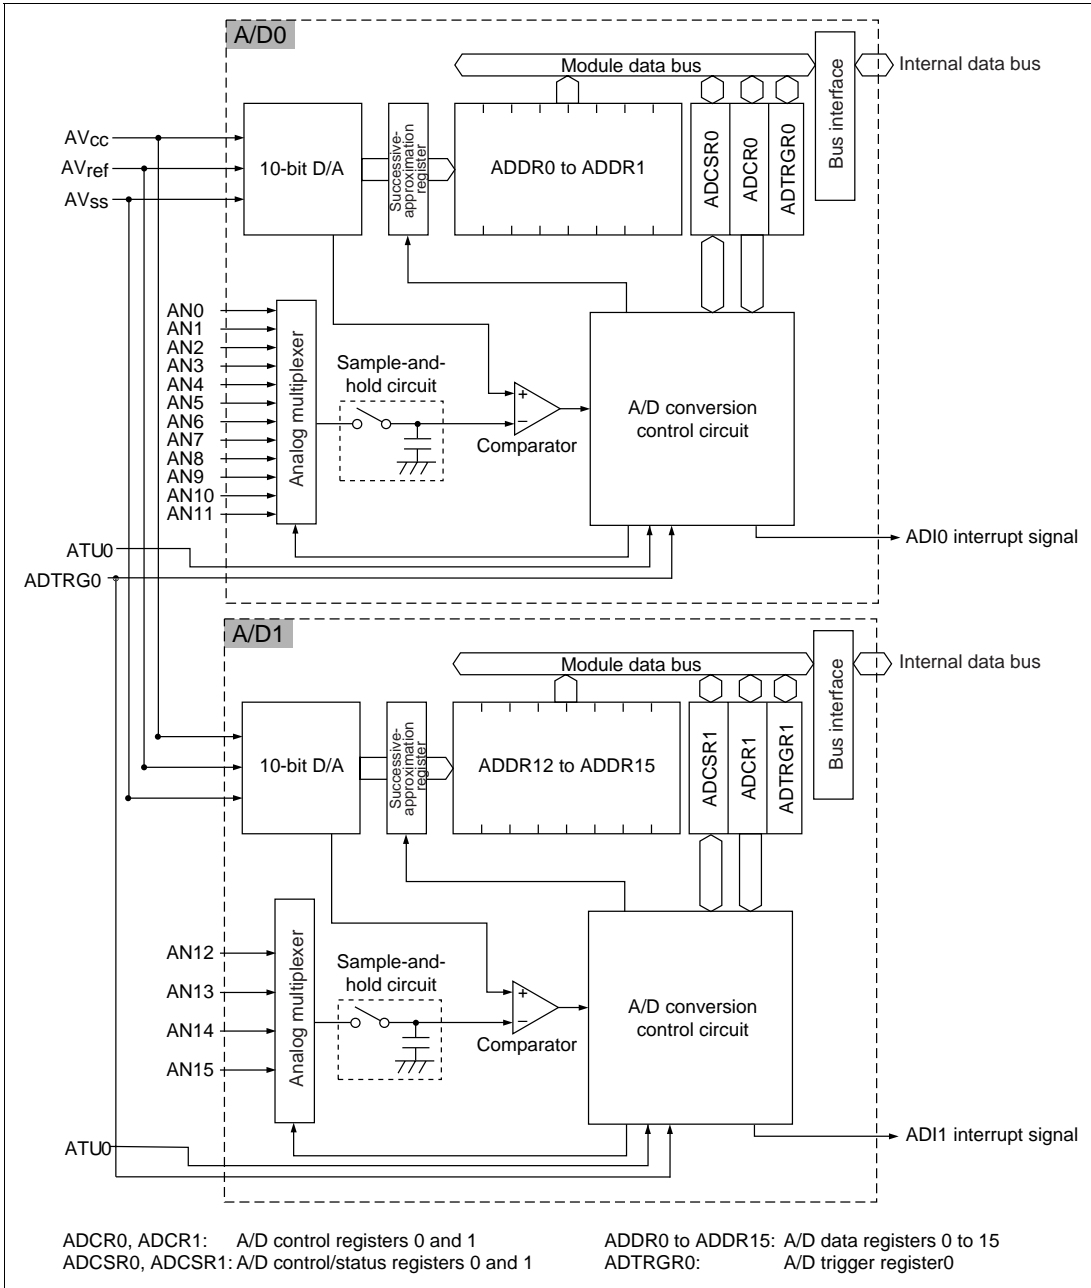 A/D0
Module data bus
Bus interface
Internal data bus
AVcc
AVref
AVss
10-bit D/A
Successive-
approximation
register
ADDR0 to ADDR1
ADCSR0
ADCR0
ADTRGR0
AN0
AN1
AN2
AN3
AN4
AN5
AN6
AN7
AN8
AN9
AN10
AN11
Analog multiplexer
Sample-and-
hold circuit
+
−
Comparator
A/D conversion
control circuit
ATU0
ADTRG0
ADI0 interrupt signal
A/D1
Module data bus
Bus interface
Internal data bus
10-bit D/A
Successive-
approximation
register
ADDR12 to ADDR15
ADCSR1
ADCR1
ADTRGR1
AN12
AN13
AN14
AN15
Analog multiplexer
Sample-and-
hold circuit
+
−
Comparator
A/D conversion
control circuit
ATU0
ADI1 interrupt signal
ADCR0, ADCR1: A/D control registers 0 and 1
ADCSR0, ADCSR1: A/D control/status registers 0 and 1
ADDR0 to ADDR15: A/D data registers 0 to 15
ADTRGR0: A/D trigger register0